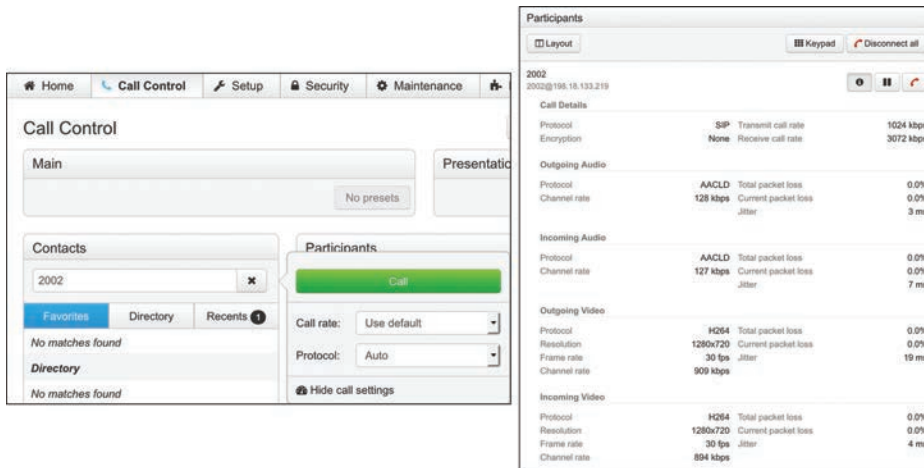 Home Call Control Setup Security Maintenance
Call Control
Main
Presentatio
No presets
Contacts
Participants
2002
Call
Favorites Directory Recents 1
Call rate: Use default
No matches found
Protocol: Auto
Directory
Hide call settings
No matches found
Participants
Layout Keypad Disconnect all
2002
2002@198.18.133.219
Call Details
Protocol SIP Transmit call rate 1024 kbps
Encryption None Receive call rate 3072 kbps
Outgoing Audio
Protocol AACLD Total packet loss 0.0%
Channel rate 128 kbps Current packet loss 0.0%
Jitter 3 ms
Incoming Audio
Protocol AACLD Total packet loss 0.0%
Channel rate 127 kbps Current packet loss 0.0%
Jitter 7 ms
Outgoing Video
Protocol H264 Total packet loss 0.0%
Resolution 1280x720 Current packet loss 0.0%
Frame rate 30 fps Jitter 19 ms
Channel rate 909 kbps
Incoming Video
Protocol H264 Total packet loss 0.0%
Resolution 1280x720 Current packet loss 0.0%
Frame rate 30 fps Jitter 4 ms
Channel rate 894 kbps